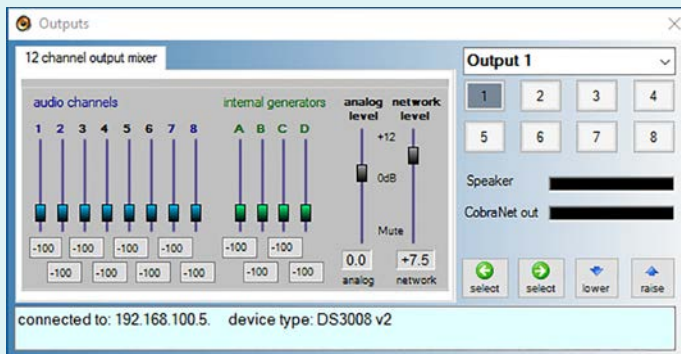 Outputs
12 channel output mixer
audio channels
internal generators
analog level
network level
1 2 3 4 5 6 7 8
A B C D
+12
0dB
Mute
-100 -100 -100 -100 -100 -100
-100 -100 -100 -100 -100 -100
0.0 +7.5
analog network
Output 1
1 2 3 4
5 6 7 8
Speaker
CobraNet out
select select lower raise
connected to: 192.168.100.5. device type: DS3008 v2